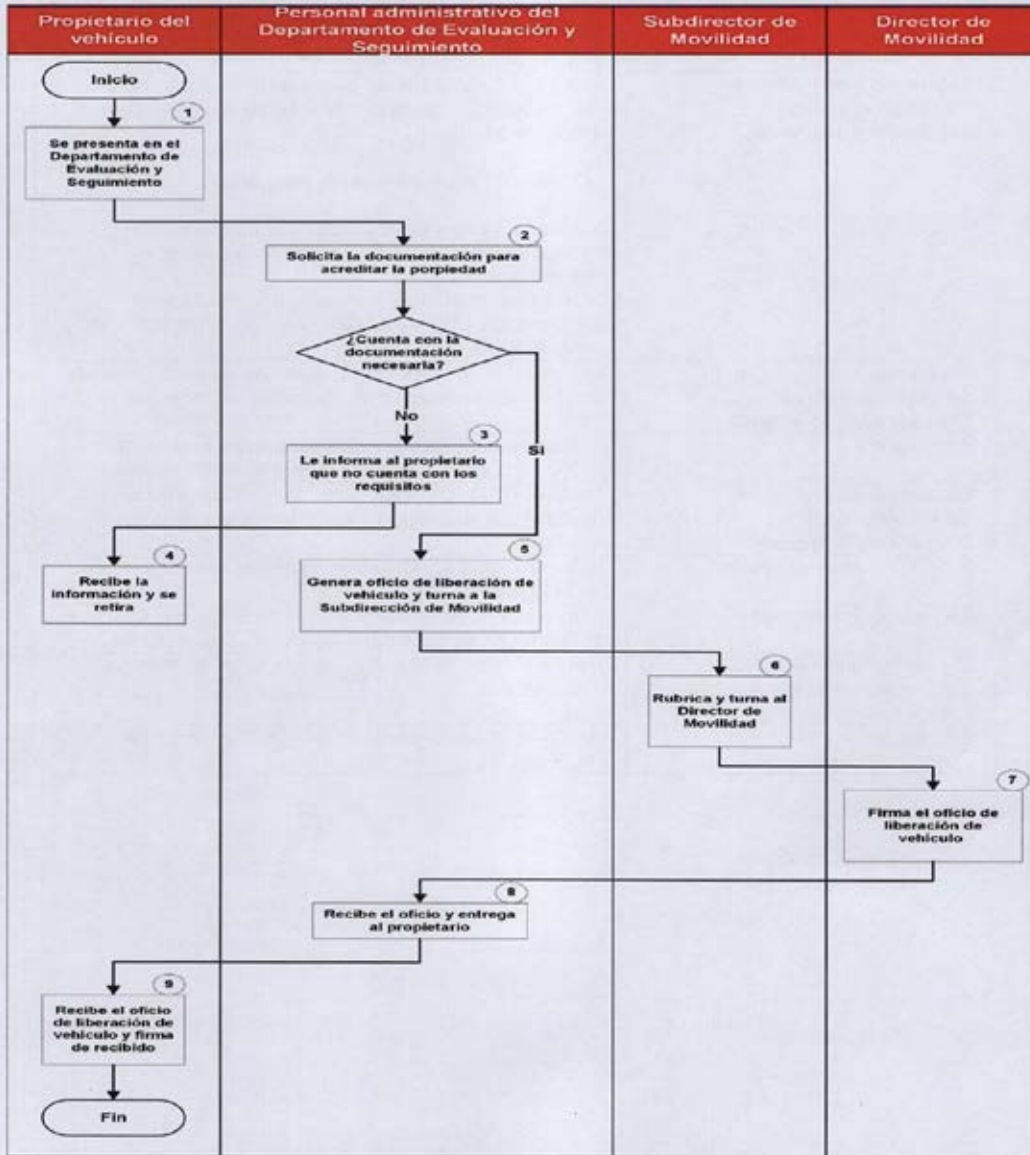 Propietario del
vehículo
Personal administrativo del
Departamento de Evaluación y
Seguimiento
Subdirector de
Movilidad
Director de
Movilidad
Inicio
1
Se presenta en el
Departamento de
Evaluación y
Seguimiento
2
Solicita la documentación para
acreditar la porpiedad
¿Cuenta con la
documentación
necesaria?
No
Si
3
Le informa al propietario
que no cuenta con los
requisitos
4
Recibe la
información y se
retira
5
Genera oficio de liberación de
vehículo y turna a la
Subdirección de Movilidad
6
Rubrica y turna al
Director de
Movilidad
7
Firma el oficio de
liberación de
vehículo
8
Recibe el oficio y entrega
al propietario
9
Recibe el oficio
de liberación de
vehículo y firma
de recibido
Fin